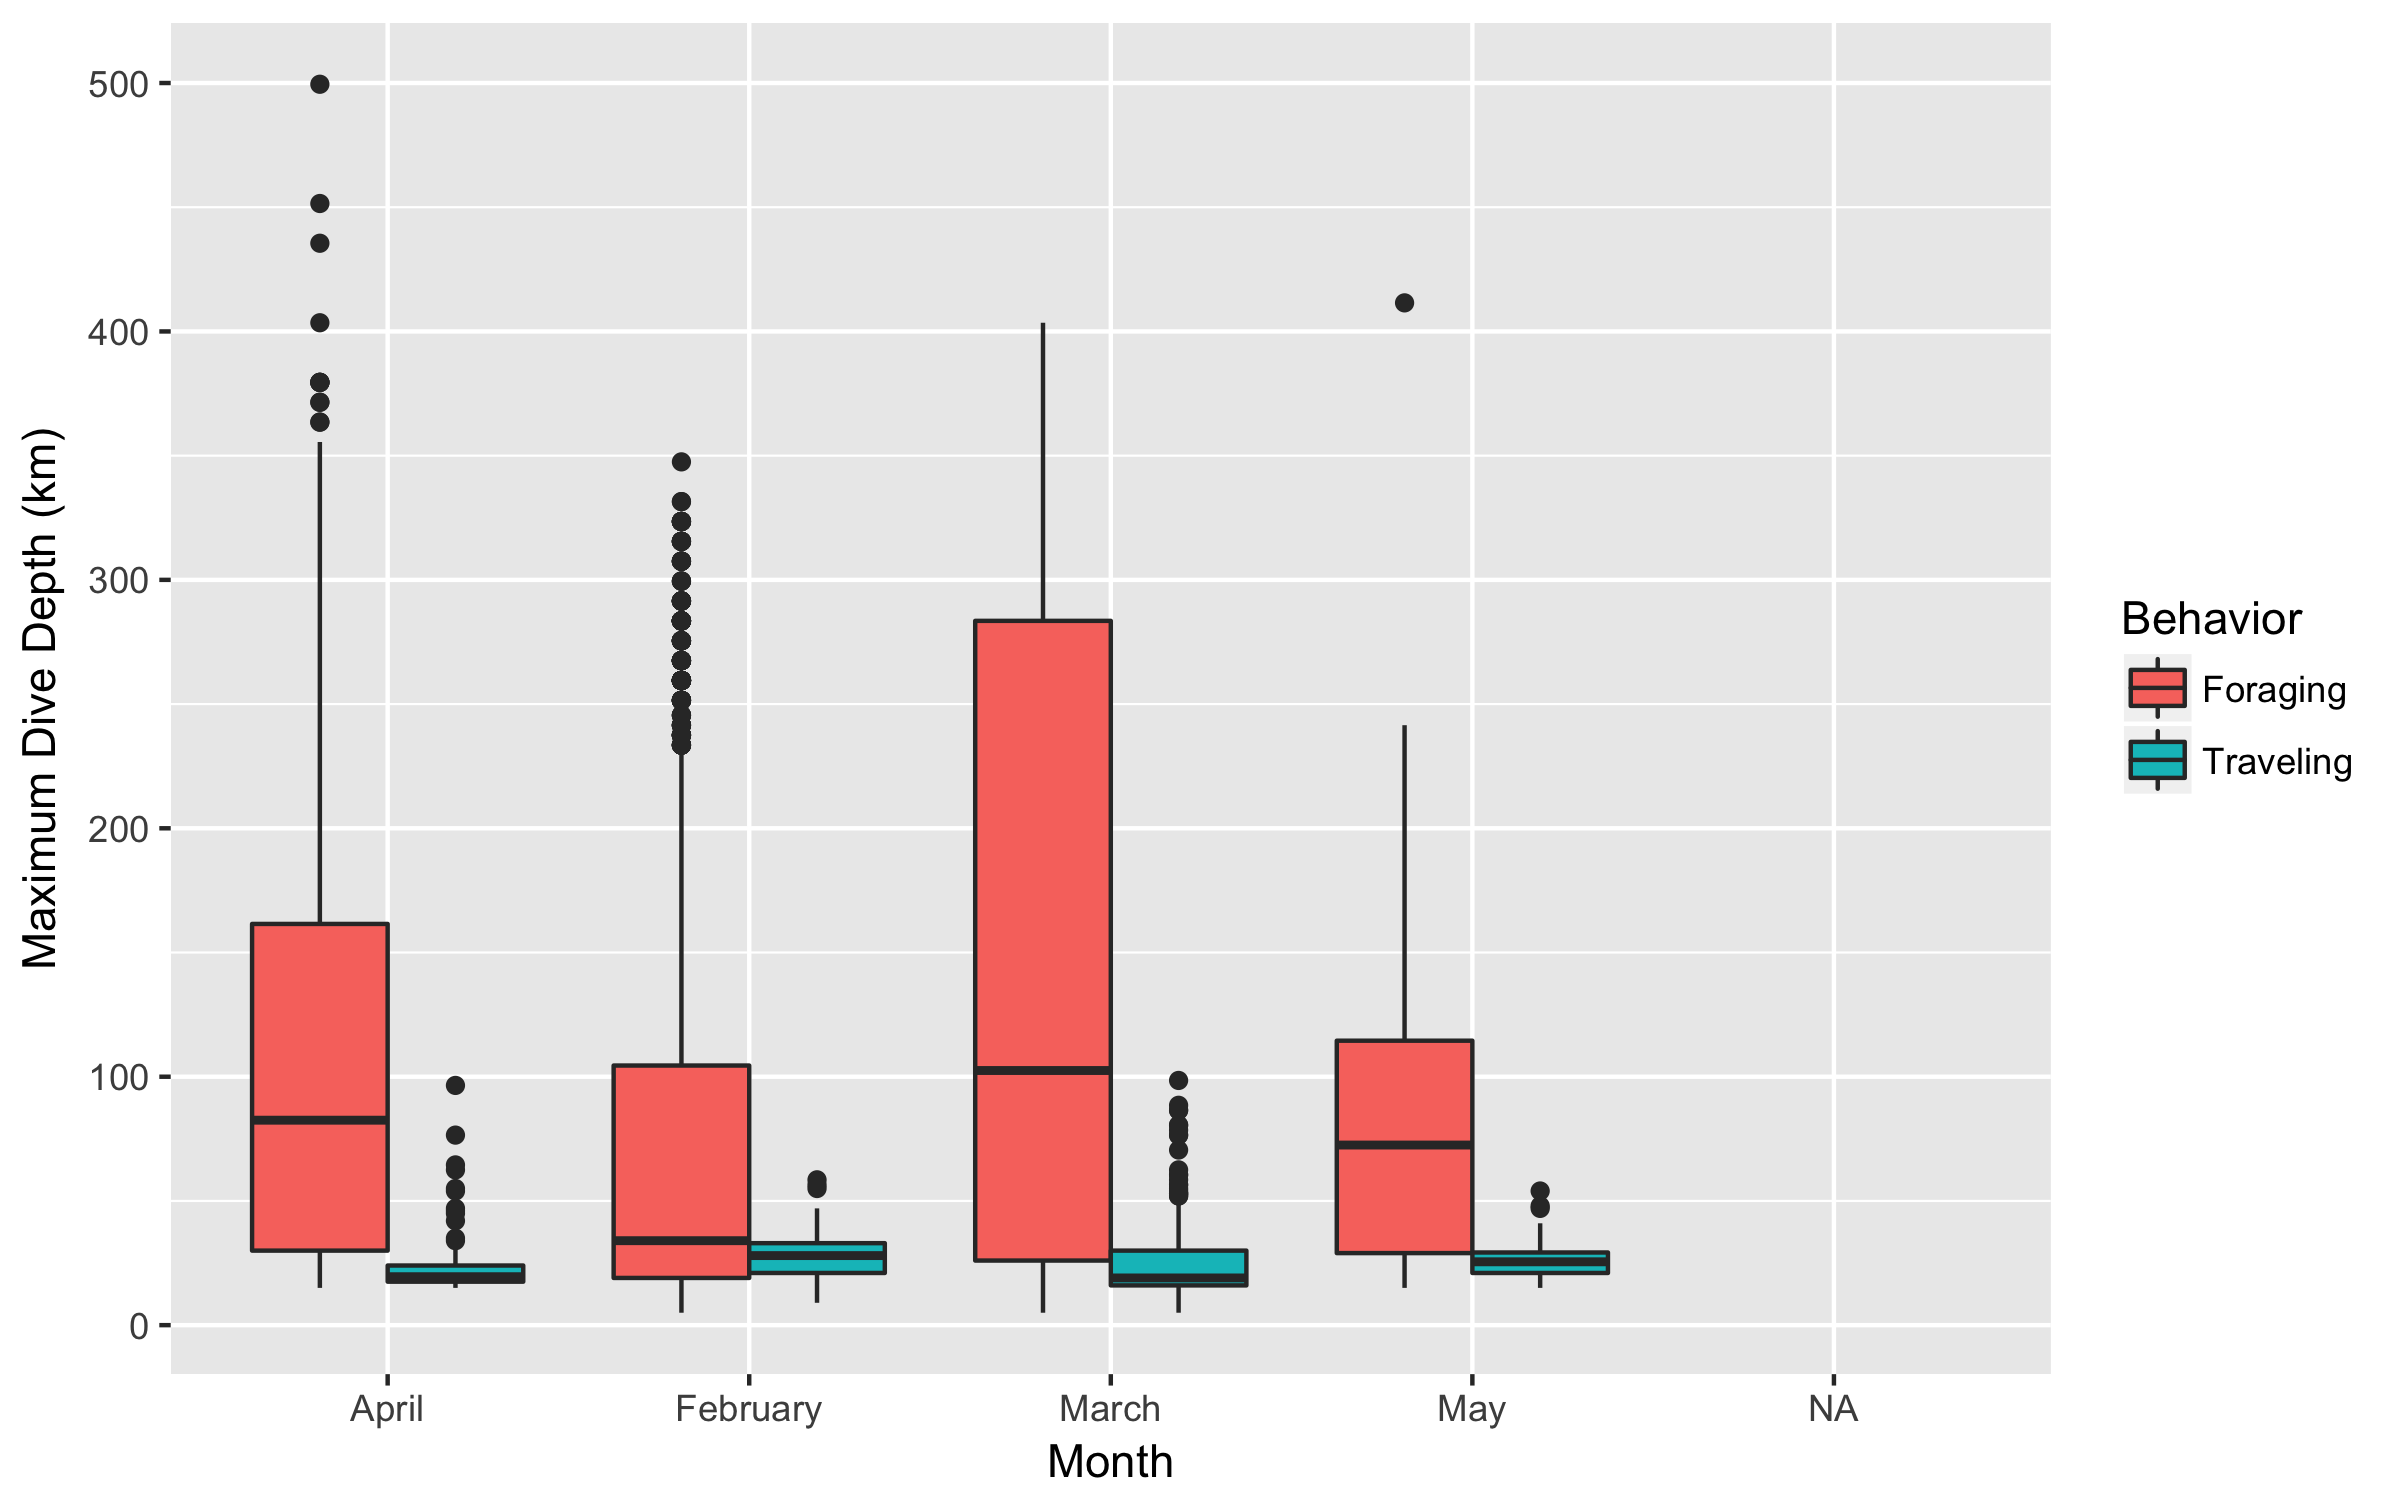 Maximum Dive Depth (km)
500
400
300
200
100
0
April February March May NA
Month
Behavior
Foraging
Traveling